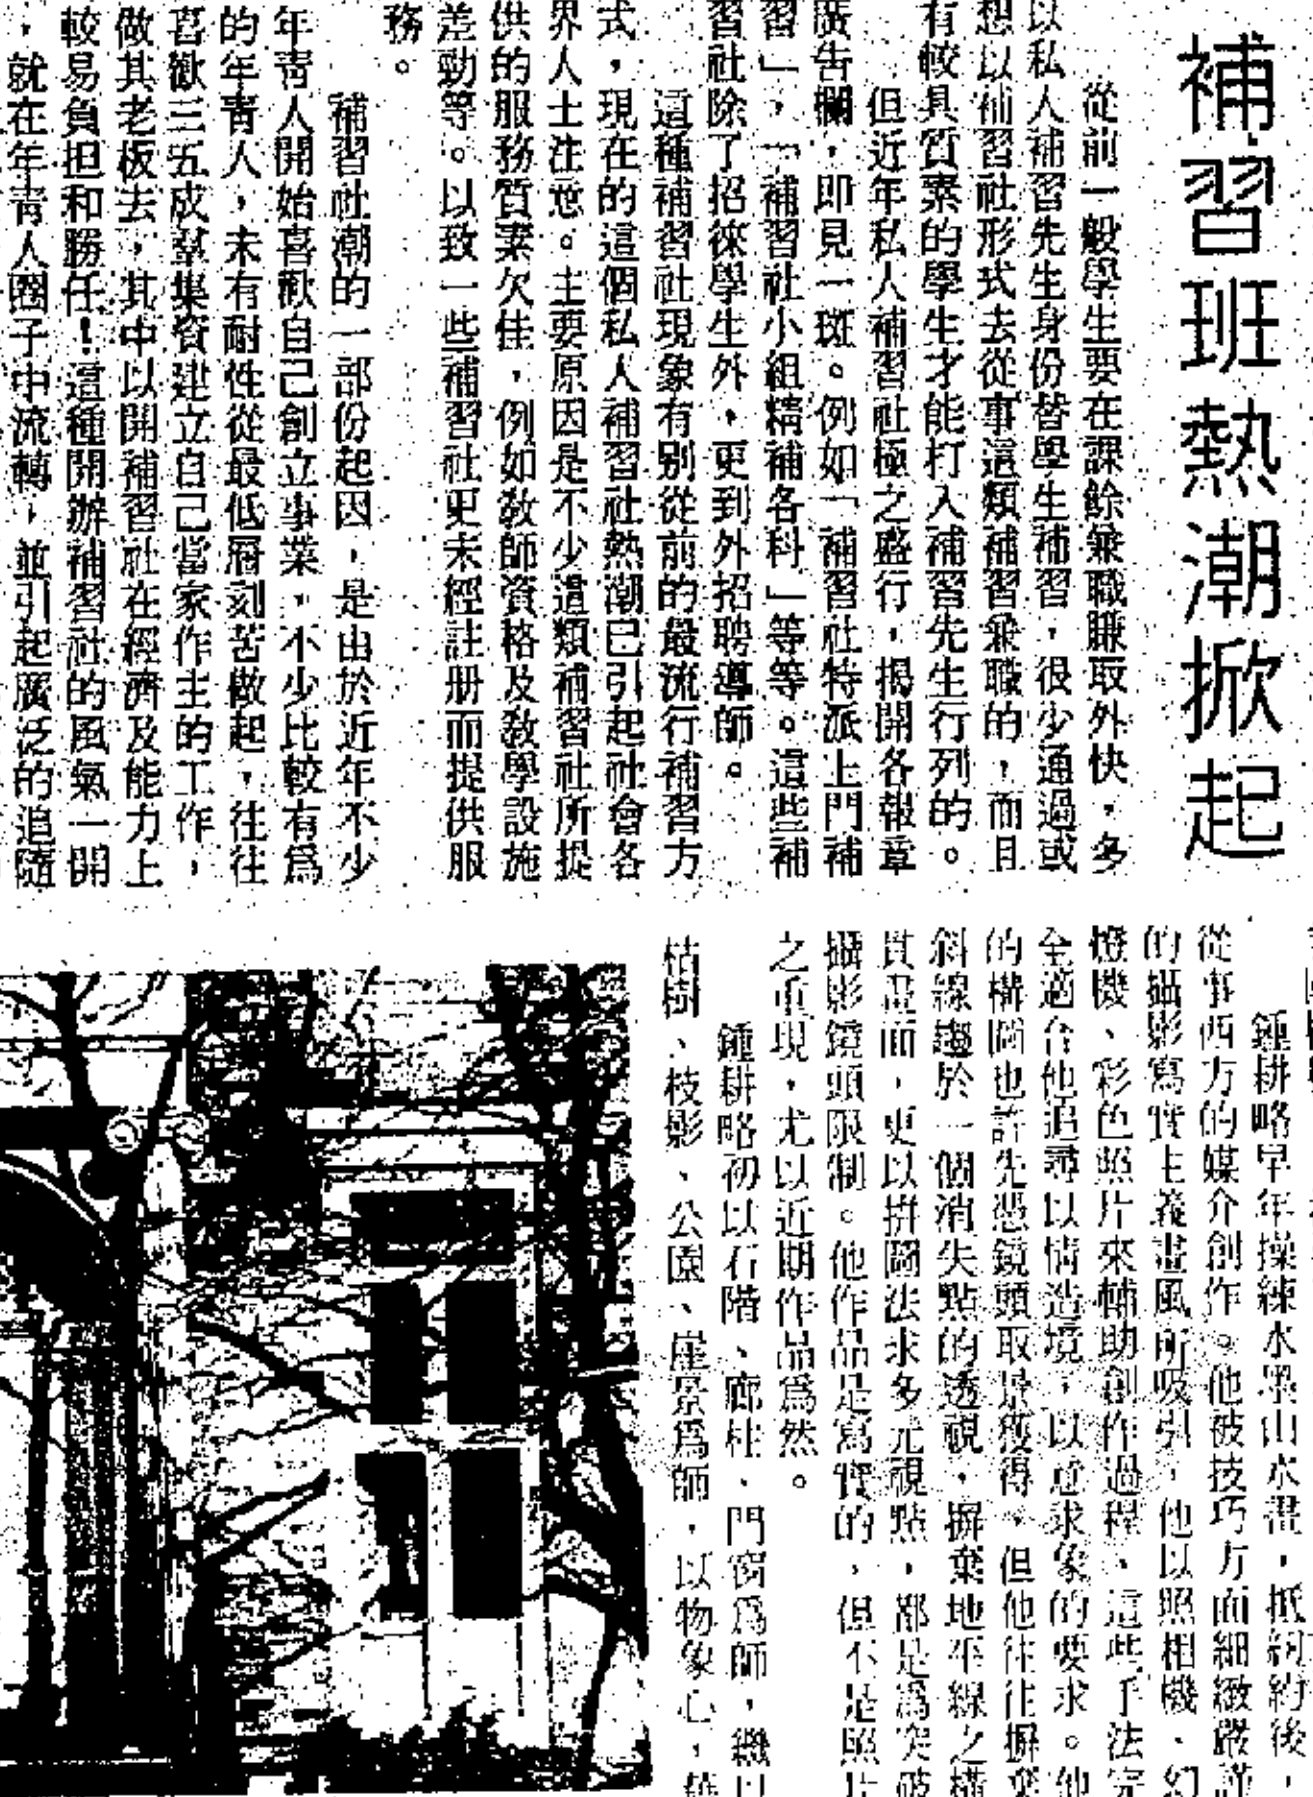 補習班熱潮掀起
從前一般學生要在課餘兼職賺取外快，多
以私人補習先生身份替學生補習，很少通過或
想以補習社形式去從事這類補習兼職的，而且
有較具質素的學生才能打入補習先生行列的。
但近年私人補習社極之盛行，揭開各報章
廣告欄，即見一斑。例如「補習社特派上門補
習」，「補習社小組精補各科」等等。這些補
習社除了招徠學生外，更到外招聘導師。
這種補習社現象有別從前的最流行補習方
式，現在的這個私人補習社熱潮已引起社會各
界人士注意。主要原因是不少這類補習社所提
供的服務質素欠佳，例如教師資格及教學設施
差勁等。以致一些補習社更未經註册而提供服
務。
補習社潮的一部份起因，是由於近年不少
年青人開始喜歡自己創立事業，不少比較有爲
的年青人，未有耐性從最低層刻苦做起，往往
喜歡三五成羣集資建立自己當家作主的工作，
做其老板去，其中以開補習社在經濟及能力上
較易負担和勝任！這種開辦補習社的風氣一開
，就在年青人圈子中流轉，並引起廣泛的追隨
鍾耕略早年操練水墨山水畫，抵紐約後，
從事西方的媒介創作。他被技巧方面細緻嚴謹
的攝影寫實主義畫風所吸引，他以照相機、幻
燈機、彩色照片來輔助創作過程、這些手法完
全適合他追尋以情造境，以意求象的要求。他
的構圖也許先憑鏡頭取景獲得，但他往往摒棄
斜線趨於一個消失點的透視，摒棄地平線之橫
貫畫面，更以拼圖法求多元視點，都是爲突破
攝影鏡頭限制。他作品是寫實的，但不是照片
之重現，尤以近期作品爲然。
鍾耕略初以石階、廊柱、門窗爲師，繼以
枯樹、枝影、公園、崖景爲師，以物象心，